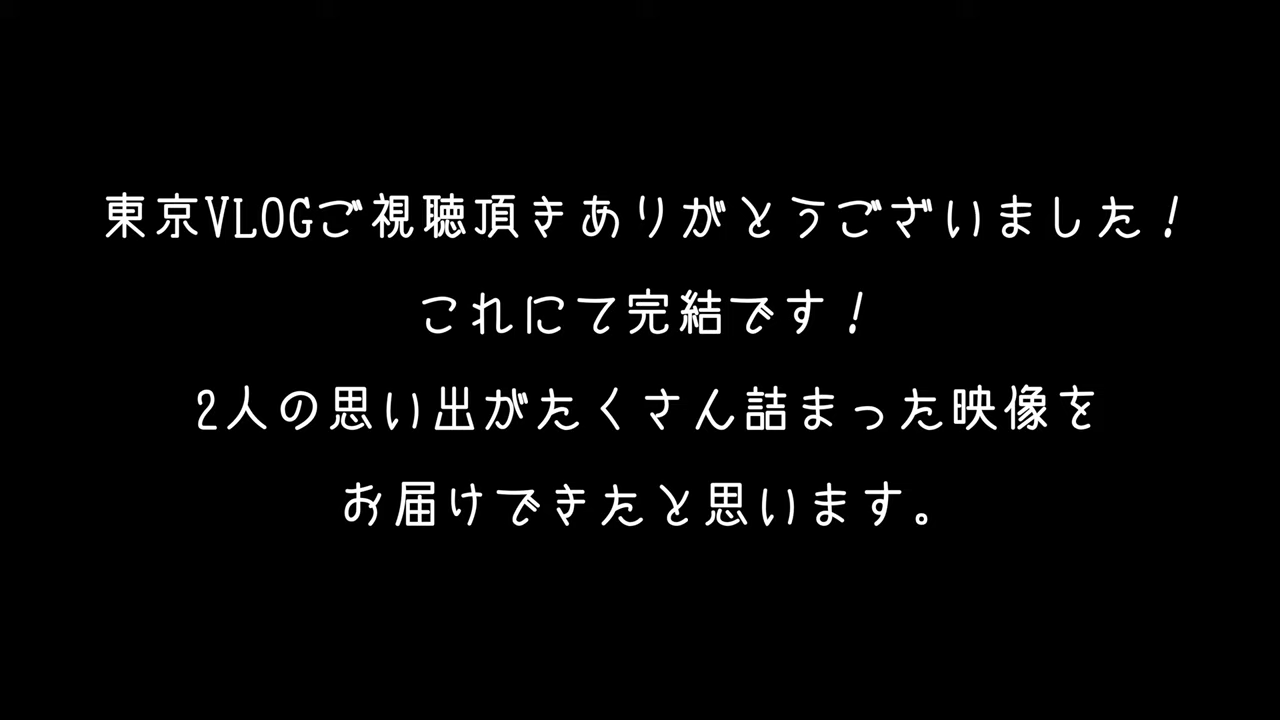 東京VLOGご視聴頂きありがとうございました！
これにて完結です！
2人の思い出がたくさん詰まった映像を
お届けできたと思います。